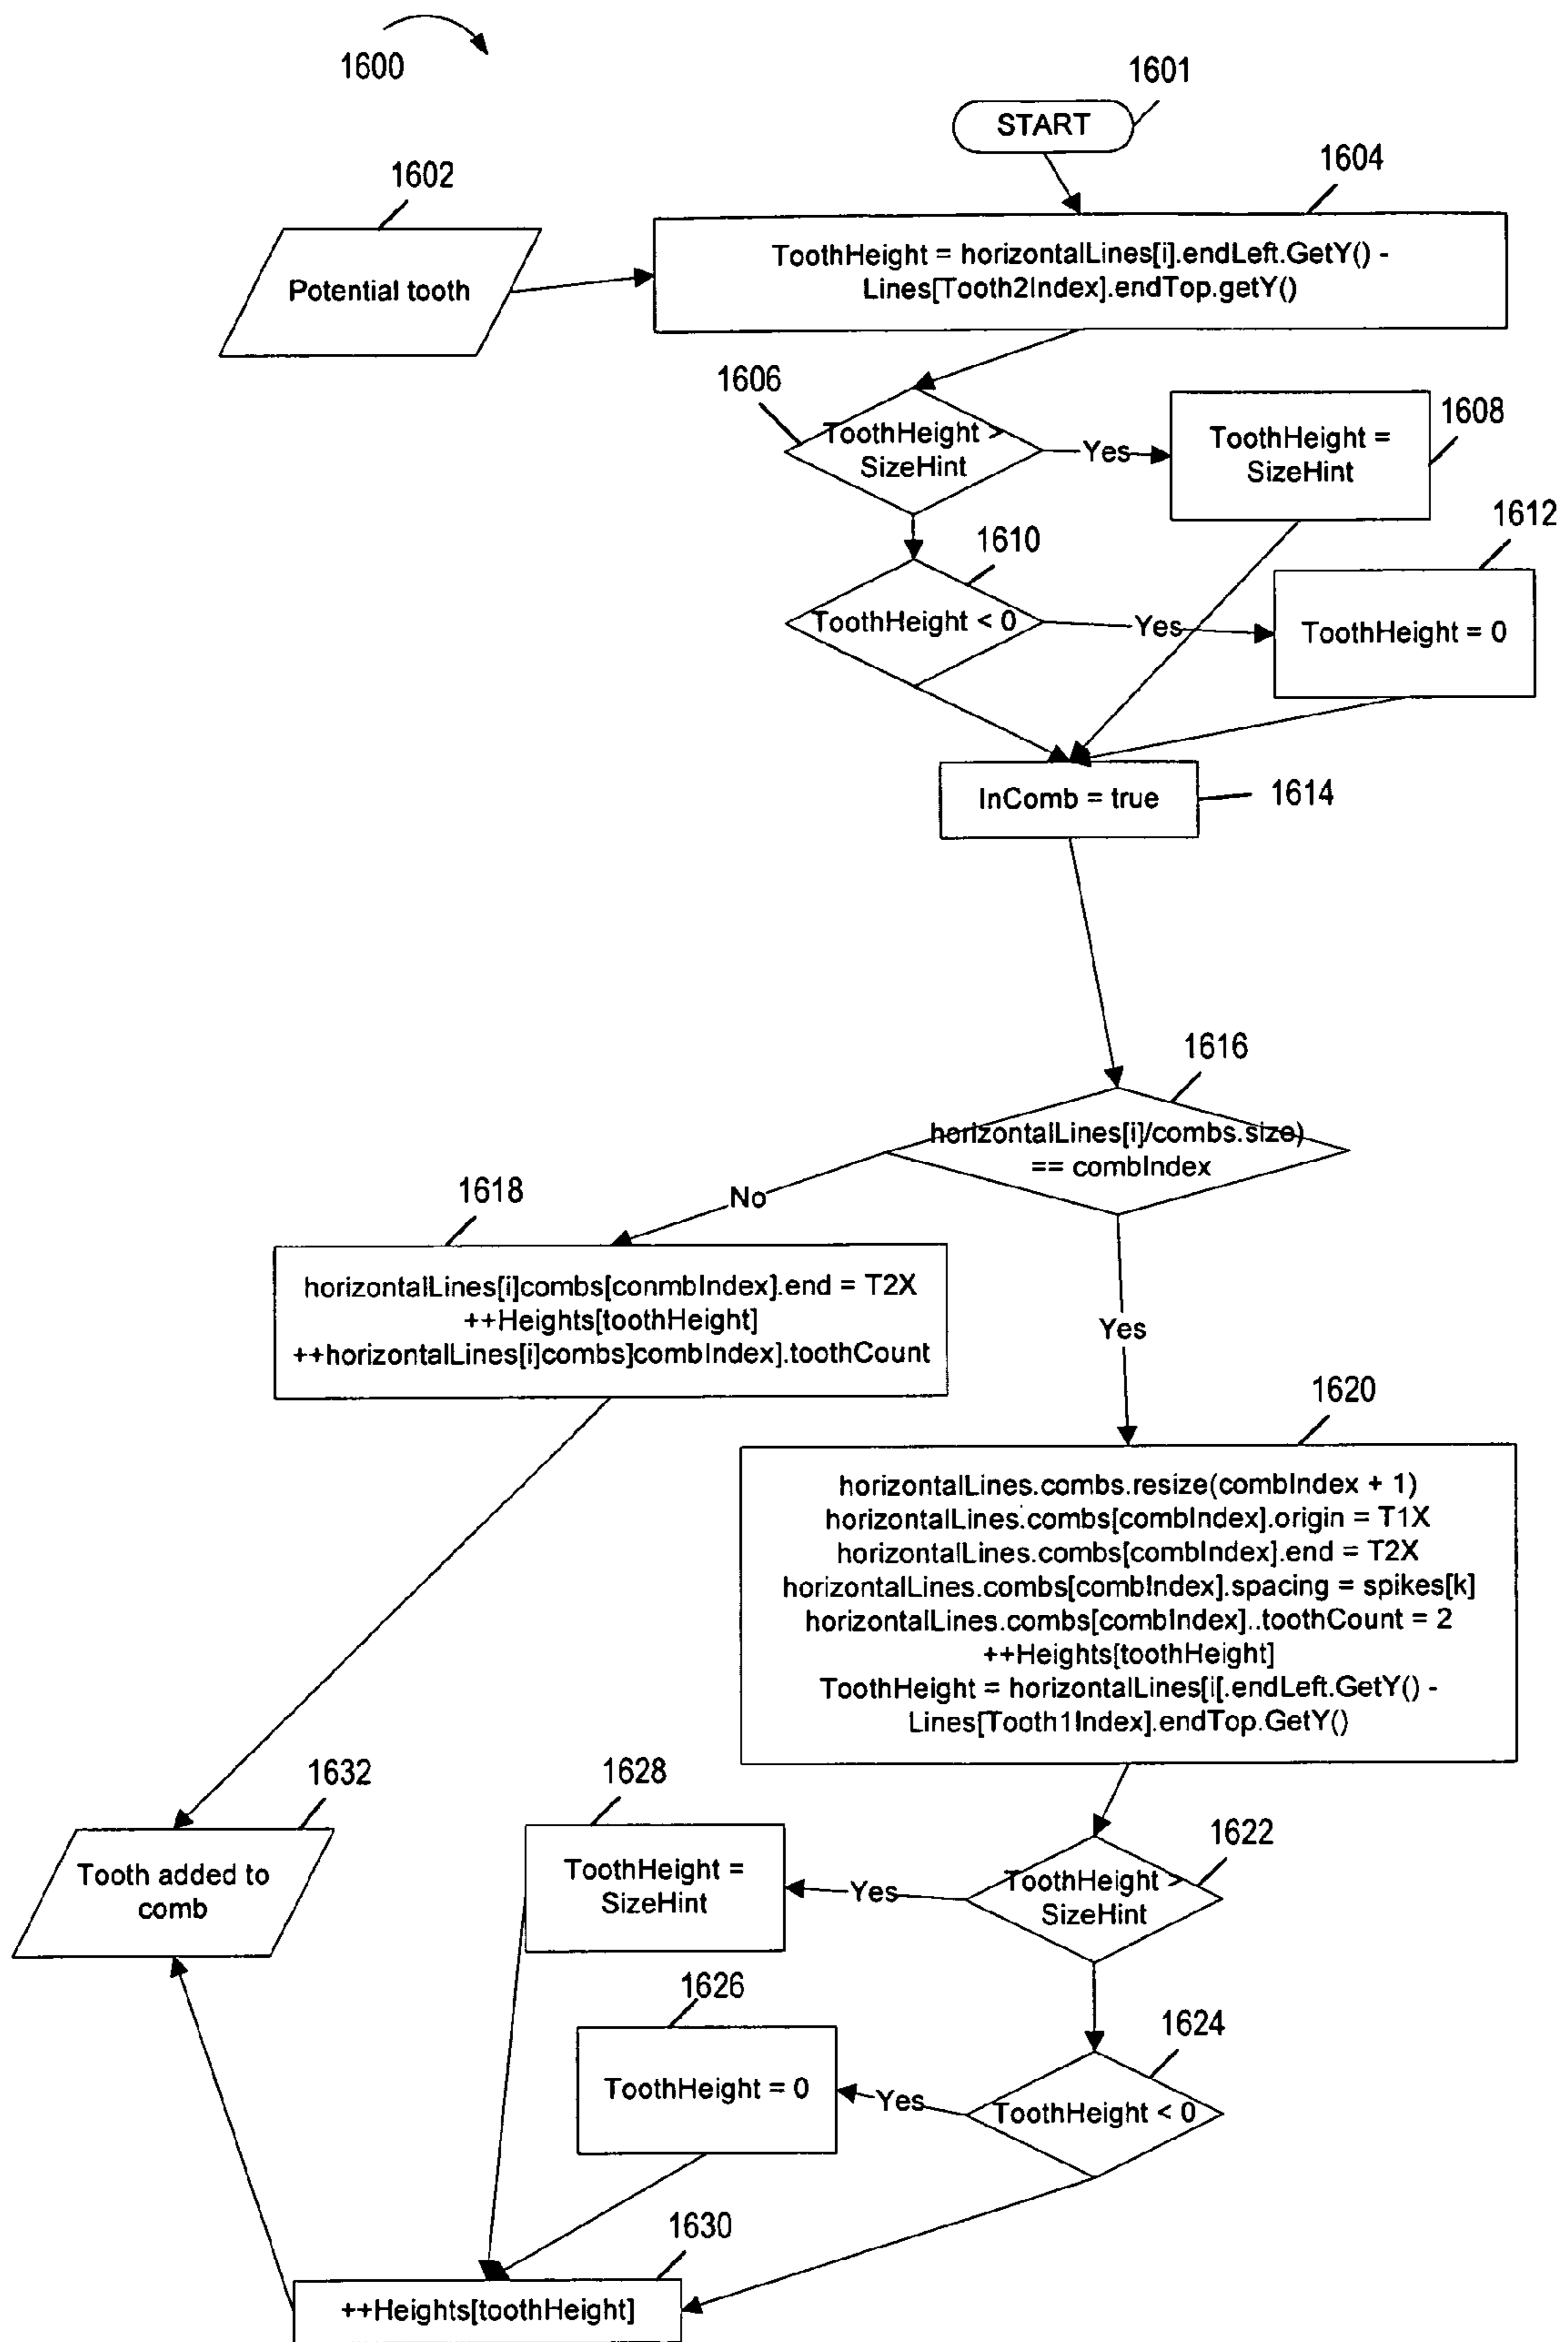 1600
1601
START
1602
1604
Potential tooth
ToothHeight = horizontalLines[i].endLeft.GetY() -
Lines[Tooth2Index].endTop.getY()
1606
ToothHeight >
SizeHint
Yes
1608
ToothHeight =
SizeHint
1610
1612
ToothHeight < 0
Yes
ToothHeight = 0
InComb = true
1614
1616
horizontalLines[i]/combs.size)
== combIndex
No
1618
horizontalLines[i]combs[conmbIndex].end = T2X
++Heights[toothHeight]
++horizontalLines[i]combs]combIndex].toothCount
Yes
1620
horizontalLines.combs.resize(combIndex + 1)
horizontalLines.combs[combIndex].origin = T1X
horizontalLines.combs[combIndex].end = T2X
horizontalLines.combs[combIndex].spacing = spikes[k]
horizontalLines.combs[combIndex]..toothCount = 2
++Heights[toothHeight]
ToothHeight = horizontalLines[i[.endLeft.GetY() -
Lines[Tooth1Index].endTop.GetY()
1632
Tooth added to
comb
1628
ToothHeight =
SizeHint
Yes
1622
ToothHeight >
SizeHint
1626
ToothHeight = 0
Yes
1624
ToothHeight < 0
1630
++Heights[toothHeight]